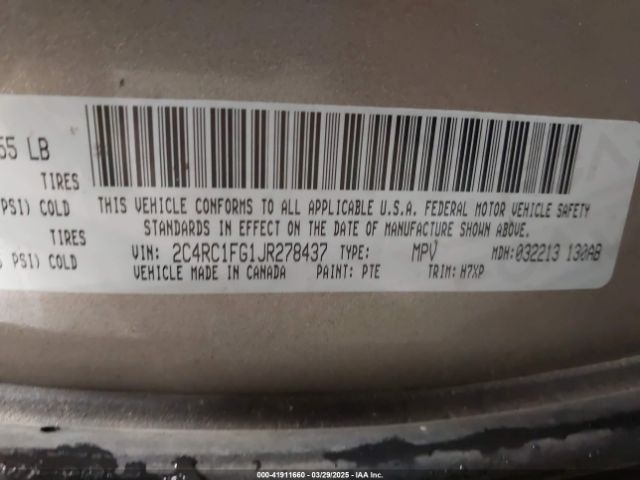 55 LB
TIRES
PSI) COLD
TIRES
PSI) COLD
THIS VEHICLE CONFORMS TO ALL APPLICABLE U.S.A. FEDERAL MOTOR VEHICLE SAFETY
STANDARDS IN EFFECT ON THE DATE OF MANUFACTURE SHOWN ABOVE.
VIN: 2C4RC1FG1JR278437 TYPE: MPV MDH:032213 130AB
VEHICLE MADE IN CANADA PAINT: PTE TRIM: H7XP
000-41911660 | 03/29/2025 - IAA Inc.